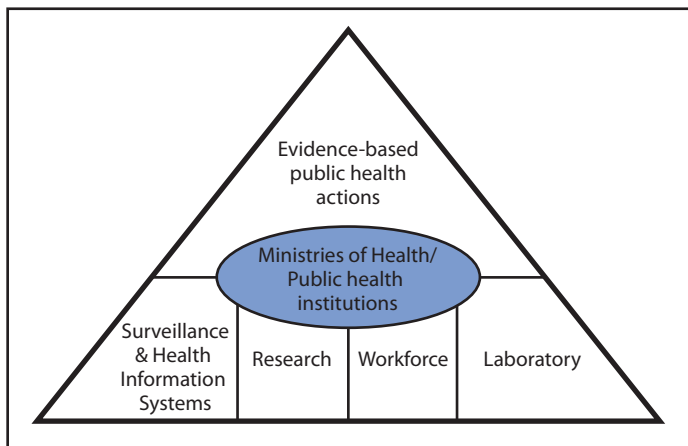 Evidence-based
public health
actions
Ministries of Health/
Public health
institutions
Surveillance
& Health
Information
Systems
Research
Workforce
Laboratory